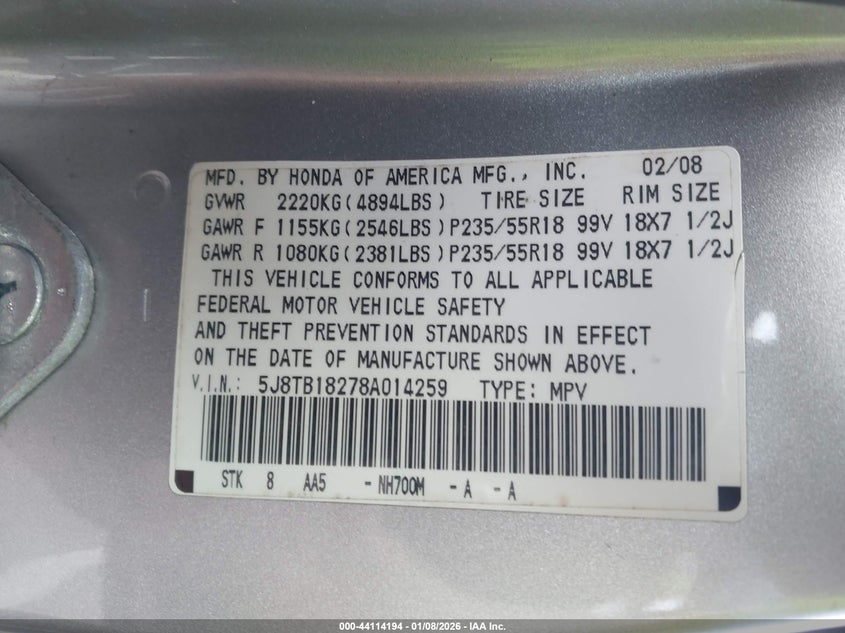 MFD. BY HONDA OF AMERICA MFG., INC. 02/08
GVWR 2220KG(4894LBS) TIRE SIZE RIM SIZE
GAWR F 1155KG(2546LBS)P235/55R18 99V 18X7 1/2J
GAWR R 1080KG(2381LBS)P235/55R18 99V 18X7 1/2J
THIS VEHICLE CONFORMS TO ALL APPLICABLE
FEDERAL MOTOR VEHICLE SAFETY
AND THEFT PREVENTION STANDARDS IN EFFECT
ON THE DATE OF MANUFACTURE SHOWN ABOVE.
V.I.N.: 5J8TB18278A014259 TYPE: MPV
STK 8 AA5 - NH700M - A - A
000-44114194 - 01/08/2026 - IAA Inc.